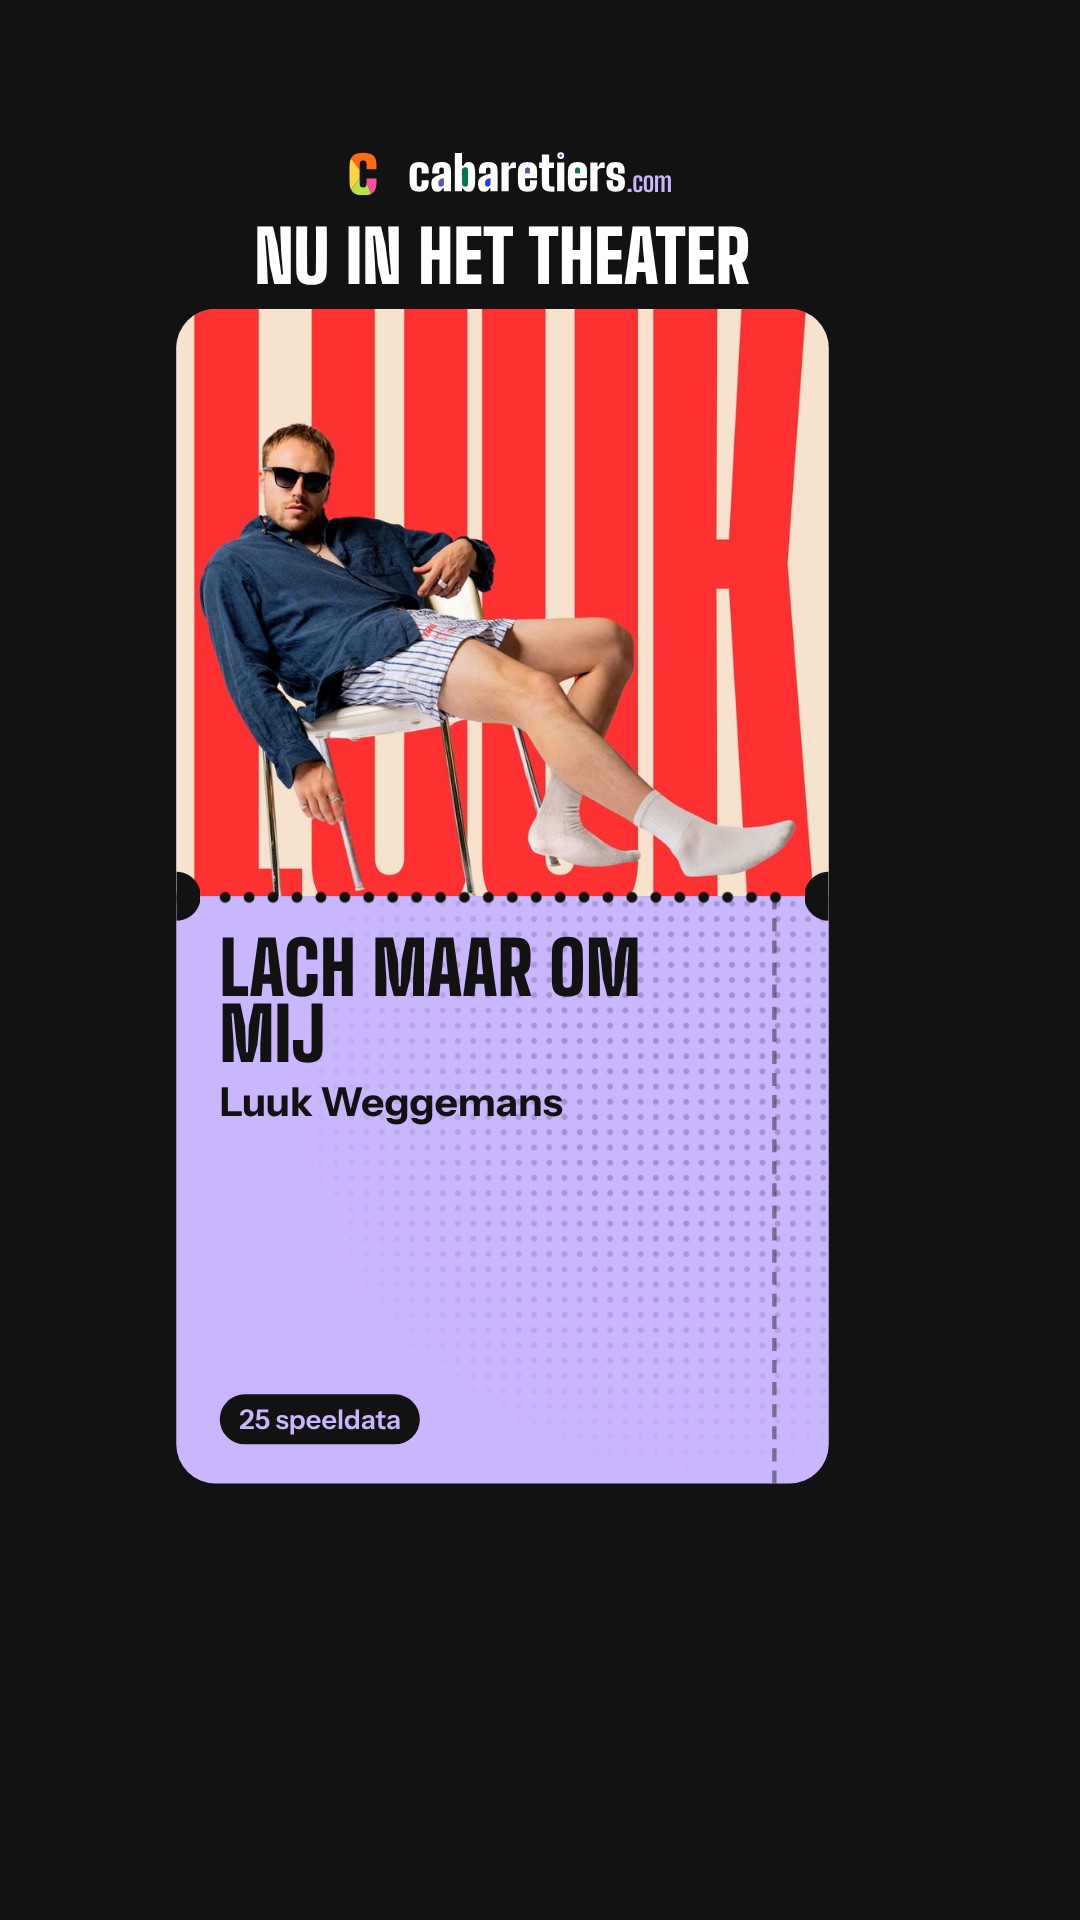 C cabaretiers.com
NU IN HET THEATER
LUUK
LACH MAAR OM
MIJ
Luuk Weggemans
25 speeldata